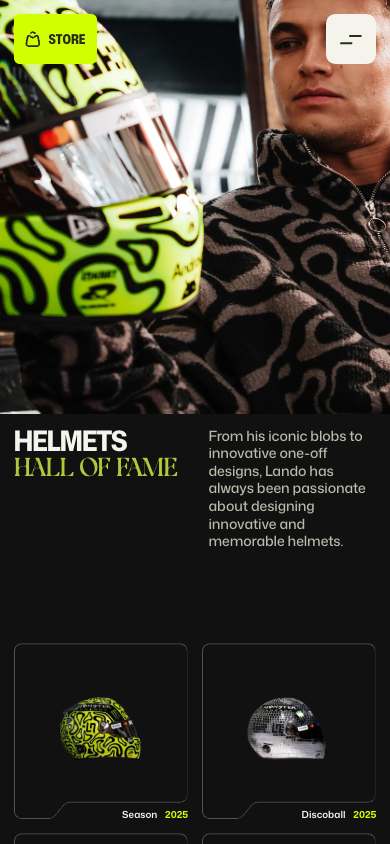 STORE
HELMETS
HALL OF FAME
From his iconic blobs to
innovative one-off
designs, Lando has
always been passionate
about designing
innovative and
memorable helmets.
Season 2025
Discoball 2025